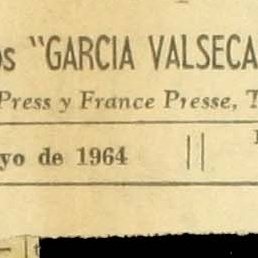 os "GARCIA VALSECA
Press y France Presse, T
yo de 1964